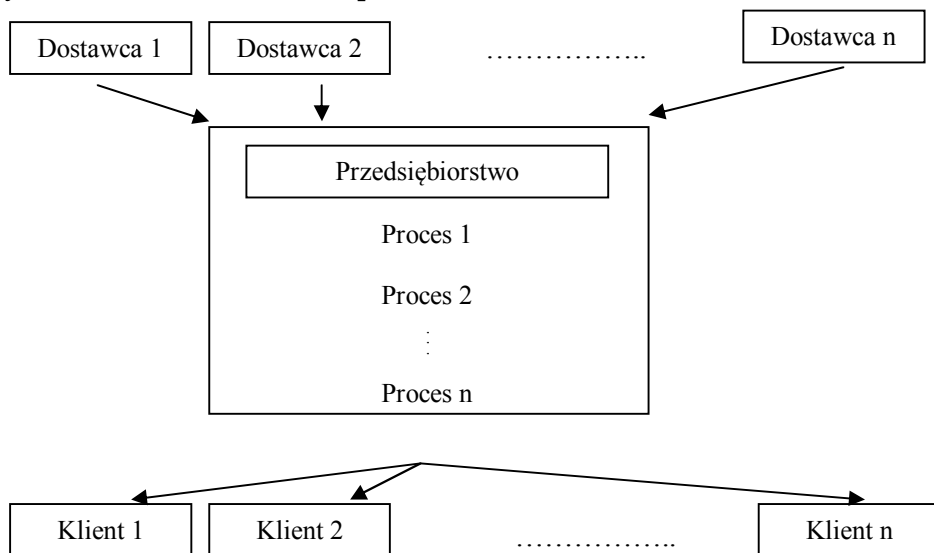 Dostawca 1 Dostawca 2 …………….. Dostawca n
Przedsiębiorstwo
Proces 1
Proces 2
⋮
Proces n
Klient 1 Klient 2 ……………. Klient n